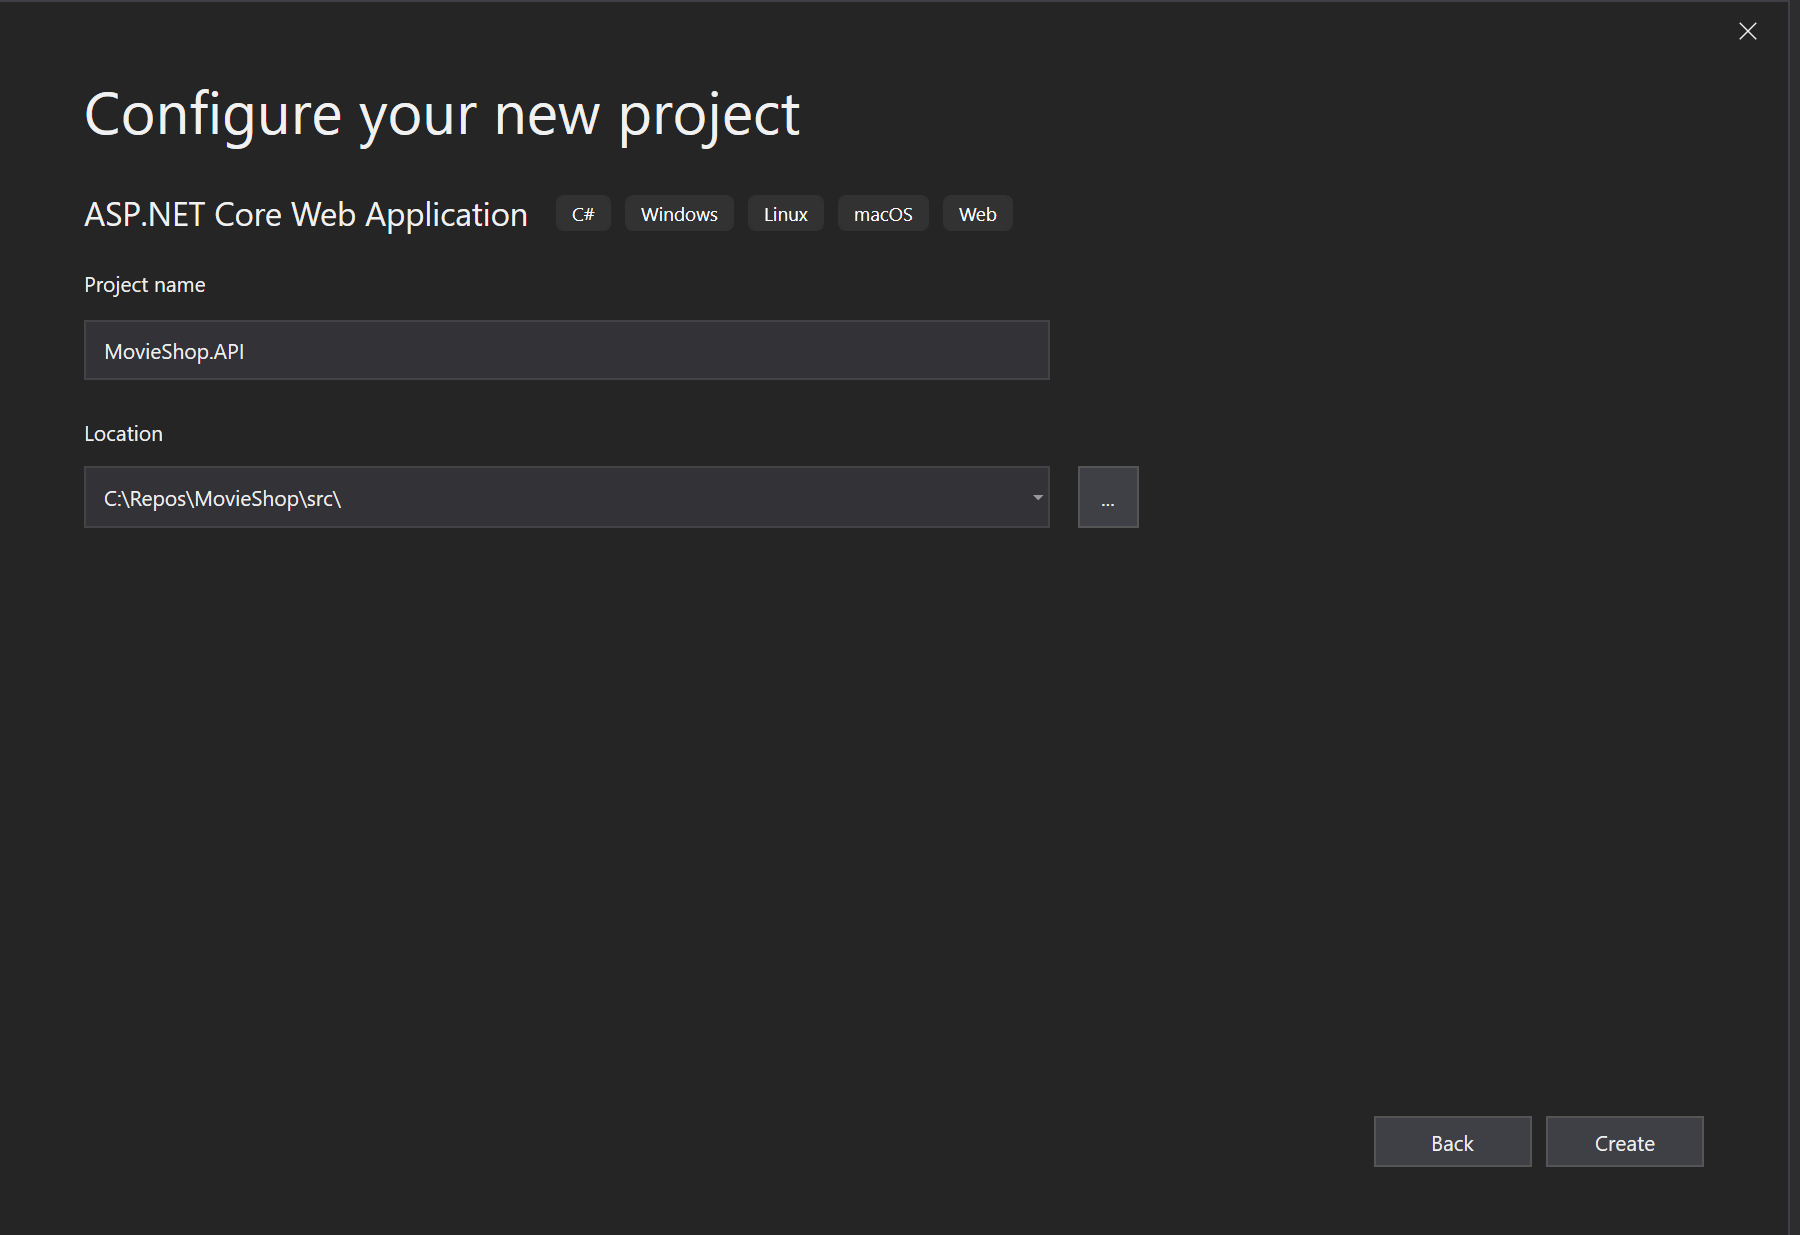 Configure your new project
ASP.NET Core Web Application C# Windows Linux macOS Web
Project name
MovieShop.API
Location
C:\Repos\MovieShop\src\
...
Back Create